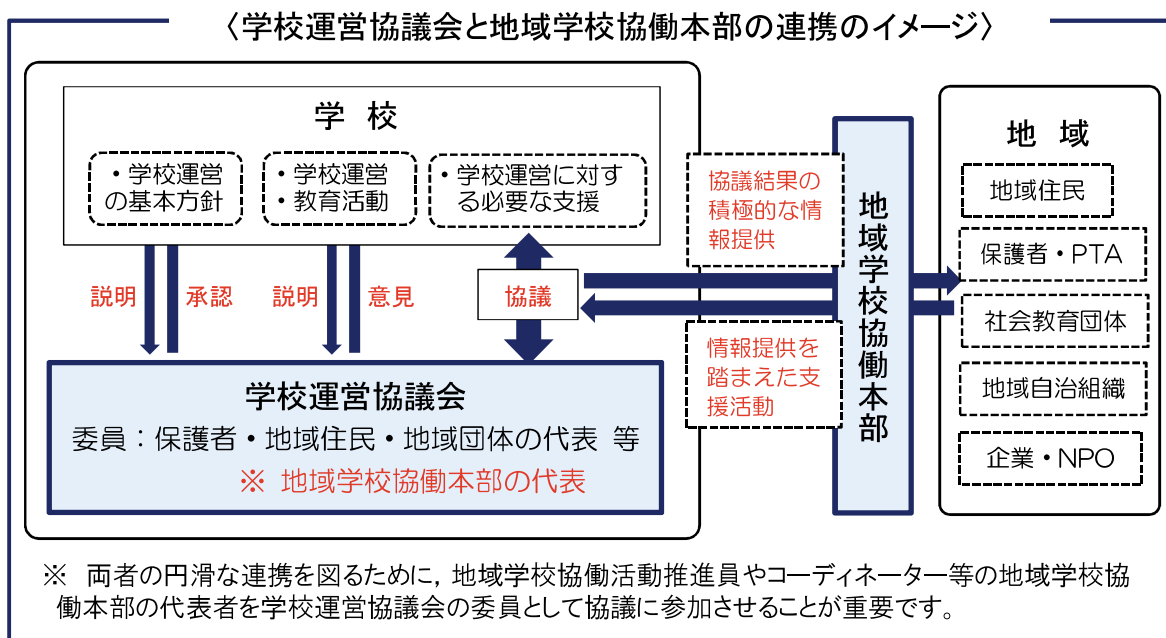 〈学校運営協議会と地域学校協働本部の連携のイメージ〉
学 校
・学校運営
の基本方針
・学校運営
・教育活動
・学校運営に対す
る必要な支援
説明
承認
説明
意見
協議
学校運営協議会
委員：保護者・地域住民・地域団体の代表 等
※ 地域学校協働本部の代表
協議結果の
積極的な情
報提供
情報提供を
踏まえた支
援活動
地域学校協働本部
地 域
地域住民
保護者・PTA
社会教育団体
地域自治組織
企業・NPO
※ 両者の円滑な連携を図るために，地域学校協働活動推進員やコーディネーター等の地域学校協
働本部の代表者を学校運営協議会の委員として協議に参加させることが重要です。